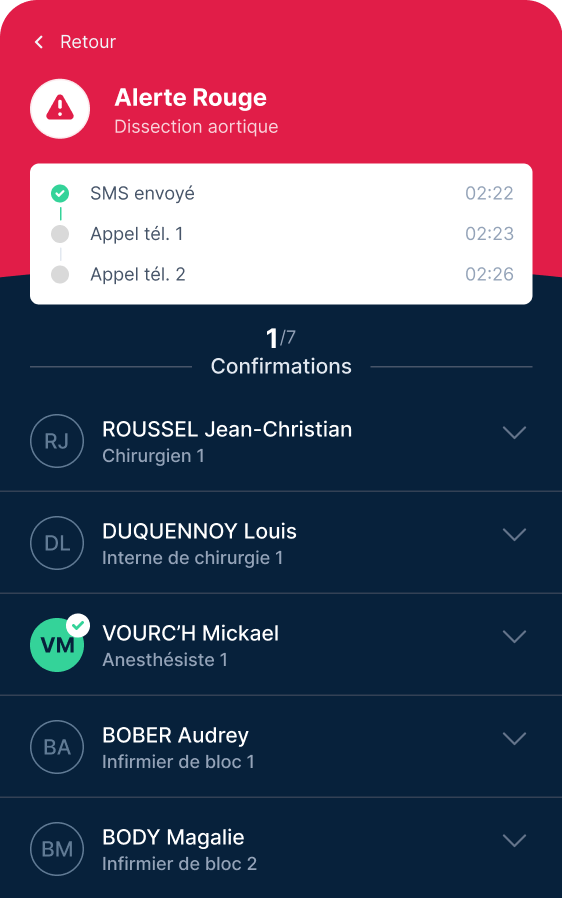 Retour
Alerte Rouge
Dissection aortique
SMS envoyé 02:22
Appel tél. 1 02:23
Appel tél. 2 02:26
1/7
Confirmations
RJ ROUSSEL Jean-Christian
Chirurgien 1
DL DUQUENNOY Louis
Interne de chirurgie 1
VM VOURC’H Mickael
Anesthésiste 1
BA BOBER Audrey
Infirmier de bloc 1
BM BODY Magalie
Infirmier de bloc 2